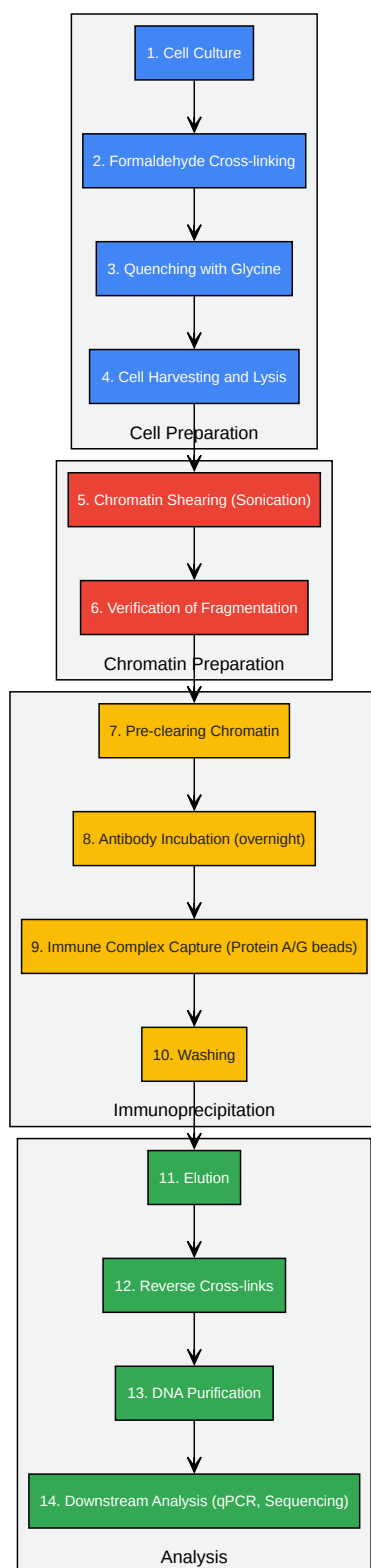 1. Cell Culture
2. Formaldehyde Cross-linking
3. Quenching with Glycine
4. Cell Harvesting and Lysis
Cell Preparation
5. Chromatin Shearing (Sonication)
6. Verification of Fragmentation
Chromatin Preparation
7. Pre-clearing Chromatin
8. Antibody Incubation (overnight)
9. Immune Complex Capture (Protein A/G beads)
10. Washing
Immunoprecipitation
11. Elution
12. Reverse Cross-links
13. DNA Purification
14. Downstream Analysis (qPCR, Sequencing)
Analysis